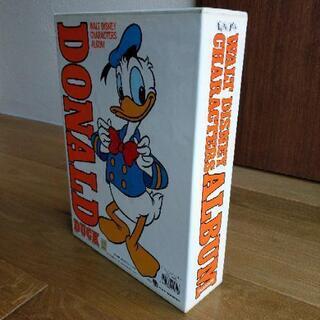 DONALD
DUCK
WALT DISNEY
CHARACTERS
ALBUM
WALT DISNEY
CHARACTERS
ALBUM